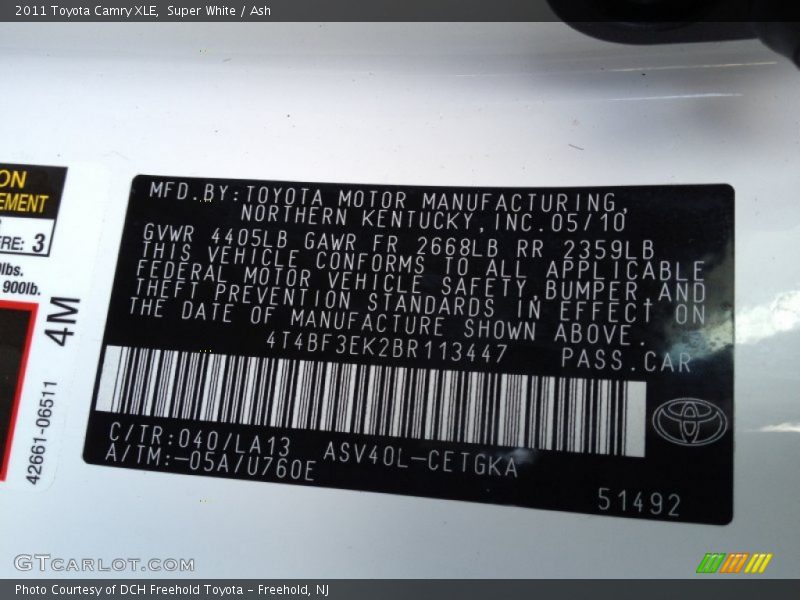 2011 Toyota Camry XLE, Super White / Ash
EMENT
ERE: 3
lbs.
900lb.
4M
42661-06511
MFD.BY:TOYOTA MOTOR MANUFACTURING,
NORTHERN KENTUCKY,INC.05/10
GVWR 4405LB GAWR FR 2668LB RR 2359LB
THIS VEHICLE CONFORMS TO ALL APPLICABLE
FEDERAL MOTOR VEHICLE SAFETY,BUMPER,AND
THEFT PREVENTION STANDARDS IN EFFECT ON
THE DATE OF MANUFACTURE SHOWN ABOVE.
4T4BF3EK2BR113447 PASS.CAR
C/TR:040/LA13 ASV40L-CETGKA
A/TM:-05A/U760E
51492
GTCARLOT.COM
Photo Courtesy of DCH Freehold Toyota - Freehold, NJ